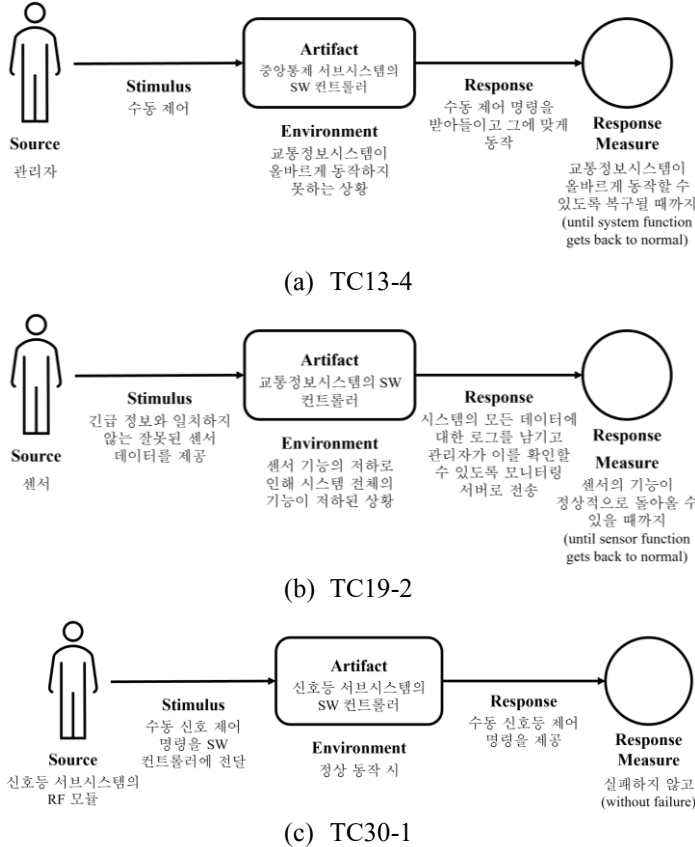 Artifact
중앙통제 서브시스템의
SW 컨트롤러
Stimulus
수동 제어
Response
수동 제어 명령을
받아들이고 그에 맞게
동작
Source
관리자
Environment
교통정보시스템이
올바르게 동작하지
못하는 상황
Response
Measure
교통정보시스템이
올바르게 동작할 수
있도록 복구될 때까지
(until system function
gets back to normal)
(a) TC13-4
Artifact
교통정보시스템의 SW
컨트롤러
Stimulus
긴급 정보와 일치하지
않는 잘못된 센서
데이터를 제공
Response
시스템의 모든 데이터에
대한 로그를 남기고
관리자가 이를 확인할
수 있도록 모니터링
서버로 전송
Source
센서
Environment
센서 기능의 저하로
인해 시스템 전체의
기능이 저하된 상황
Response
Measure
센서의 기능이
정상적으로 돌아올 수
있을 때까지
(until sensor function
gets back to normal)
(b) TC19-2
Artifact
신호등 서브시스템의
SW 컨트롤러
Stimulus
수동 신호 제어
명령을 SW
컨트롤러에 전달
Response
수동 신호등 제어
명령을 제공
Source
신호등 서브시스템의
RF 모듈
Environment
정상 동작 시
Response
Measure
실패하지 않고
(without failure)
(c) TC30-1